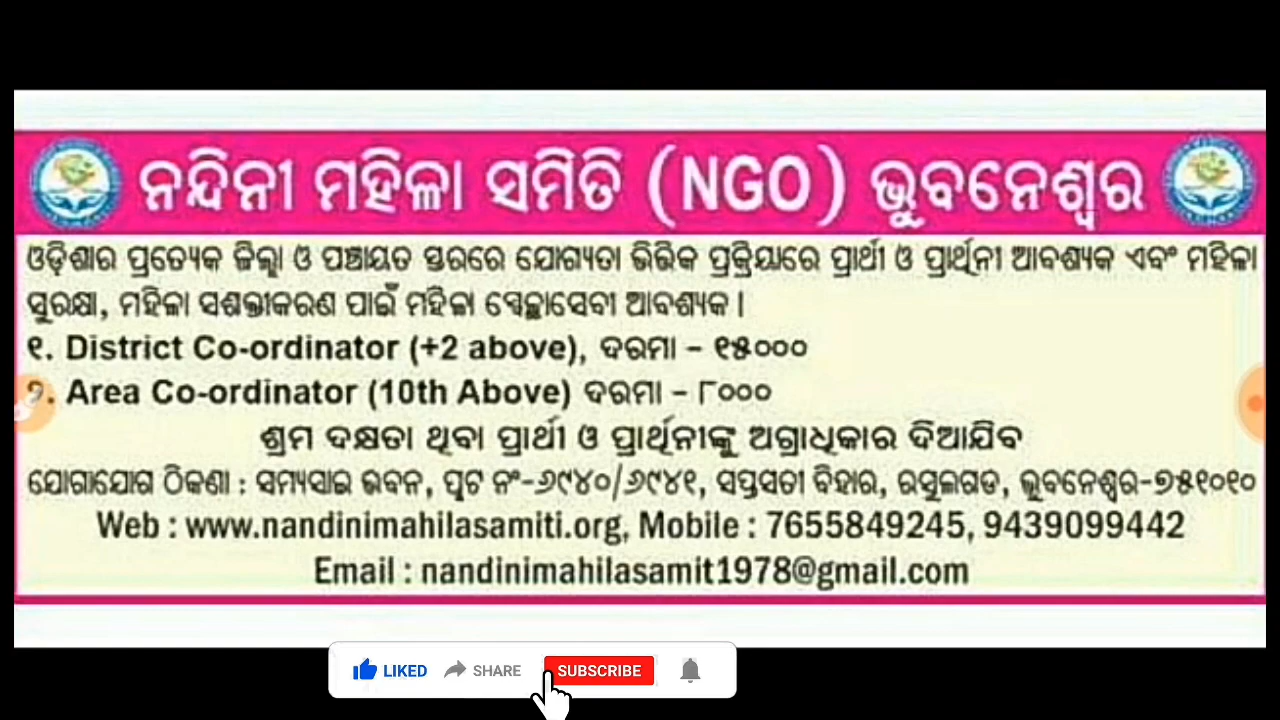 ନନ୍ଦିନୀ ମହିଳା ସମିତି (NGO) ଭୁବନେଶ୍ୱର
ଓଡ଼ିଶାର ପ୍ରତ୍ୟେକ ଜିଲ୍ଲା ଓ ପଞ୍ଚାୟତ ସ୍ତରରେ ଯୋଗ୍ୟତା ଭିତ୍ତିକ ପ୍ରକ୍ରିୟାରେ ପ୍ରାର୍ଥୀ ଓ ପ୍ରାର୍ଥିନୀ ଆବଶ୍ୟକ ଏବଂ ମହିଳା
ସୁରକ୍ଷା, ମହିଳା ସଶକ୍ତୀକରଣ ପାଇଁ ମହିଳା ସ୍ୱେଚ୍ଛାସେବୀ ଆବଶ୍ୟକ ।
୧. District Co-ordinator (+2 above), ଦରମା – ୧୫୦୦୦
୨. Area Co-ordinator (10th Above) ଦରମା – ୮୦୦୦
ଶ୍ରମ ଦକ୍ଷତା ଥିବା ପ୍ରାର୍ଥୀ ଓ ପ୍ରାର୍ଥିନୀଙ୍କୁ ଅଗ୍ରାଧିକାର ଦିଆଯିବ
ଯୋଗାଯୋଗ ଠିକଣା : ସତ୍ୟସାଇ ଭବନ, ପ୍ଲଟ ନଂ-୬୯୪୦/୬୯୪୧, ସପ୍ତସତୀ ବିହାର, ରସୁଲଗଡ, ଭୁବନେଶ୍ୱର-୭୫୧୦୧୦
Web : www.nandinimahilasamiti.org, Mobile : 7655849245, 9439099442
Email : nandinimahilasamit1978@gmail.com
LIKED SHARE SUBSCRIBE